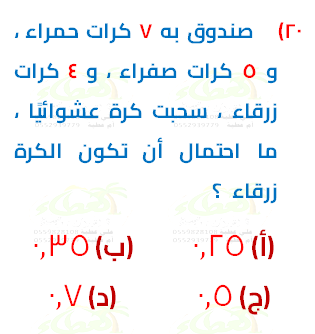 ٢٠) صندوق به ٧ كرات حمراء ،
و ٥ كرات صفراء ، و ٤ كرات
زرقاء ، سحبت كرة عشوائيًا ،
ما احتمال أن تكون الكرة
زرقاء ؟
(أ) ٠,٢٥ (ب) ٠,٣٥
(ج) ٠,٥ (د) ٠,٧